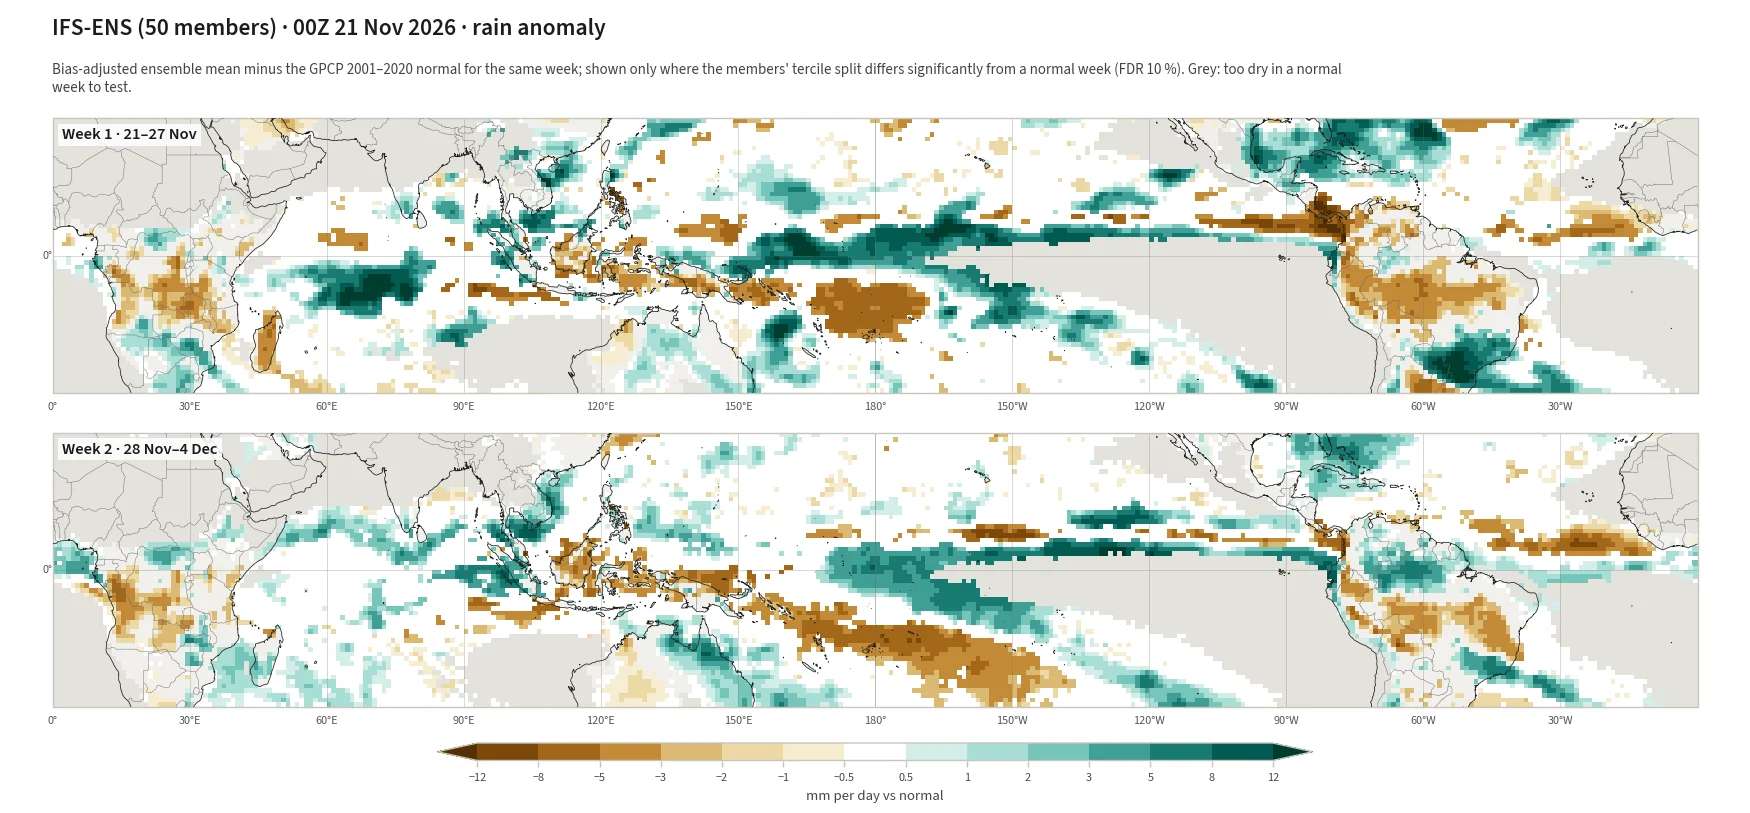 IFS-ENS (50 members) · 00Z 21 Nov 2026 · rain anomaly
Bias-adjusted ensemble mean minus the GPCP 2001–2020 normal for the same week; shown only where the members' tercile split differs significantly from a normal week (FDR 10 %). Grey: too dry in a normal
week to test.
Week 1 · 21–27 Nov
0°
0° 30°E 60°E 90°E 120°E 150°E 180° 150°W 120°W 90°W 60°W 30°W
Week 2 · 28 Nov–4 Dec
0°
0° 30°E 60°E 90°E 120°E 150°E 180° 150°W 120°W 90°W 60°W 30°W
−12 −8 −5 −3 −2 −1 −0.5 0.5 1 2 3 5 8 12
mm per day vs normal